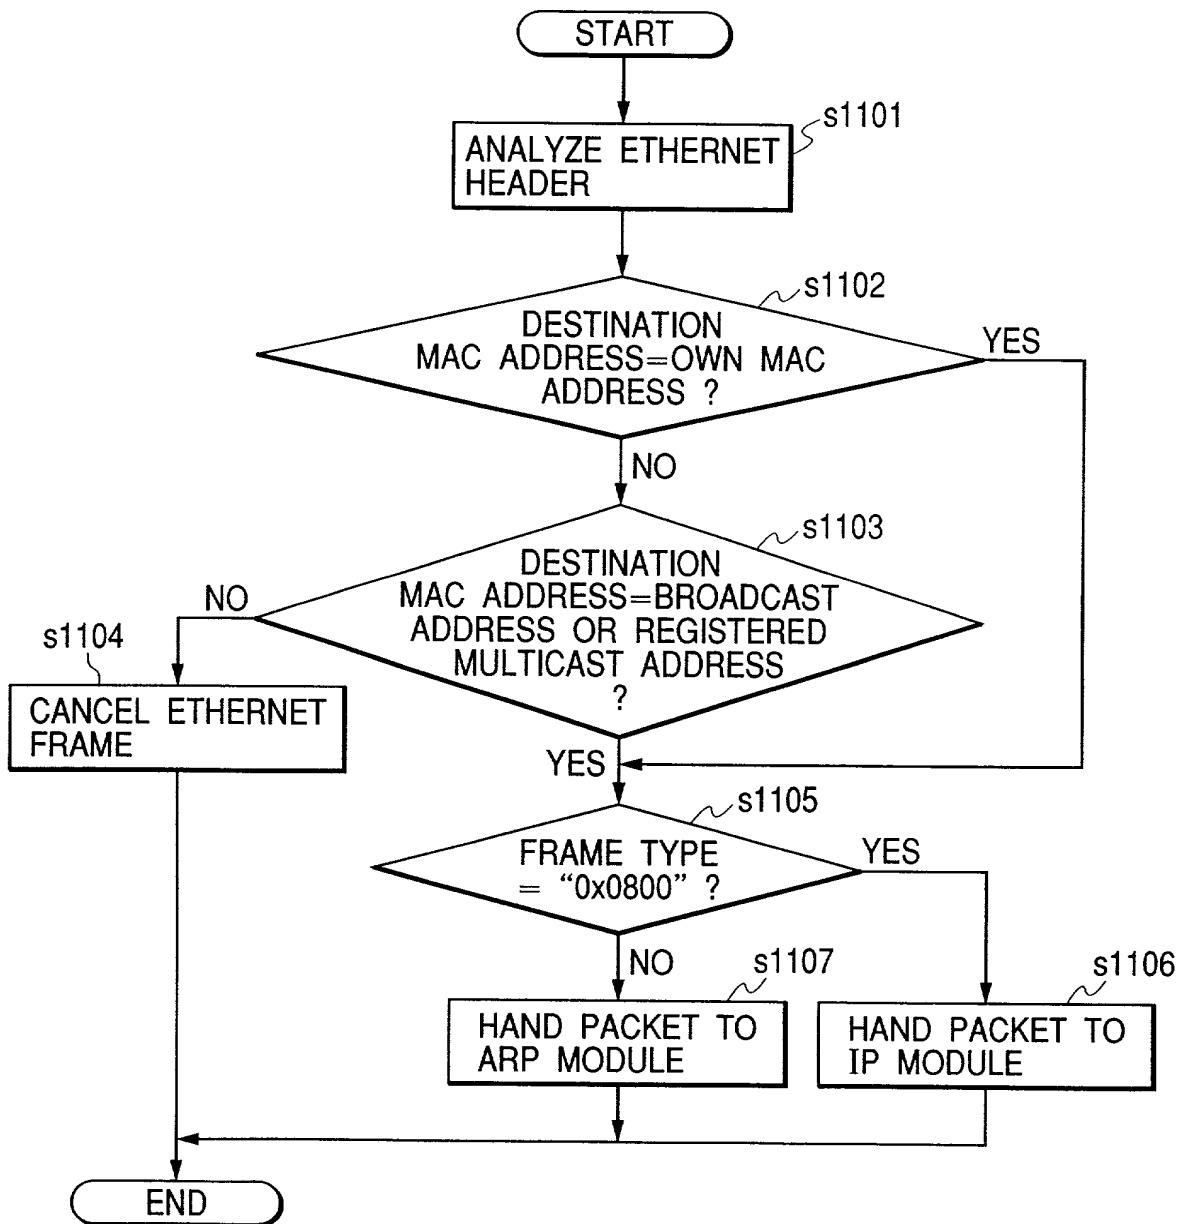 START
s1101
ANALYZE ETHERNET
HEADER
s1102
DESTINATION
MAC ADDRESS=OWN MAC
ADDRESS ?
YES
NO
s1103
DESTINATION
MAC ADDRESS=BROADCAST
ADDRESS OR REGISTERED
MULTICAST ADDRESS
?
NO
s1104
CANCEL ETHERNET
FRAME
YES
s1105
FRAME TYPE
= “0x0800” ?
YES
NO
s1107
HAND PACKET TO
ARP MODULE
s1106
HAND PACKET TO
IP MODULE
END